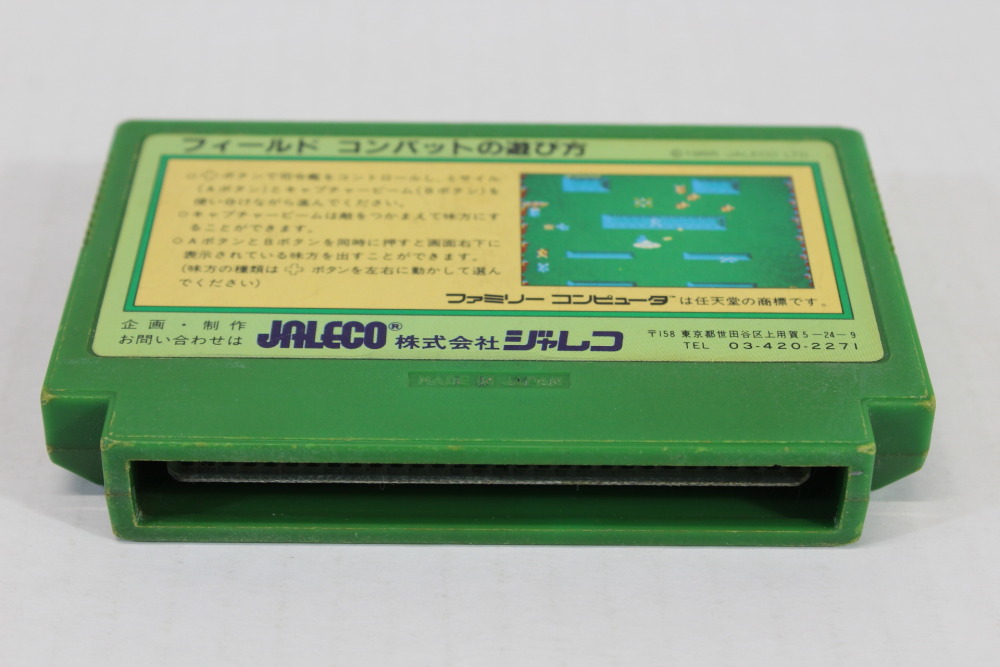 フィールド コンバットの遊び方
©1985 JALECO LTD.
○✚ボタンで司令艦をコントロールし、ミサイル
(Aボタン)とキャプチャービーム(Bボタン)を
使い分けながら進んでください。
○キャプチャービームは敵をつかまえて味方にす
ることができます。
○AボタンとBボタンを同時に押すと画面右下に
表示されている味方を出すことができます。
(味方の種類は✚ボタンを左右に動かして選ん
でください)
ファミリー コンピュータ™は任天堂の商標です。
企画・制作
お問い合わせは JALECO® 株式会社ジャレコ
〒158 東京都世田谷区上用賀5-24-9
TEL 03-420-2271
MADE IN JAPAN